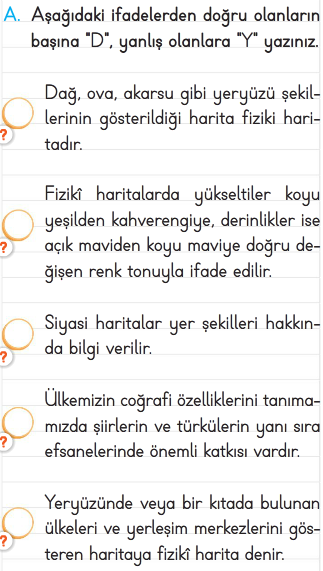 A. Aşağıdaki ifadelerden doğru olanların
başına "D", yanlış olanlara "Y" yazınız.
Dağ, ova, akarsu gibi yeryüzü şekil-
lerinin gösterildiği harita fiziki hari-
tadır.
?
Fizikî haritalarda yükseltiler koyu
yeşilden kahverengiye, derinlikler ise
açık maviden koyu maviye doğru de-
ğişen renk tonuyla ifade edilir.
?
Siyasi haritalar yer şekilleri hakkın-
da bilgi verilir.
?
Ülkemizin coğrafi özelliklerini tanıma-
mızda şiirlerin ve türkülerin yanı sıra
efsanelerinde önemli katkısı vardır.
?
Yeryüzünde veya bir kıtada bulunan
ülkeleri ve yerleşim merkezlerini gös-
teren haritaya fizikî harita denir.
?